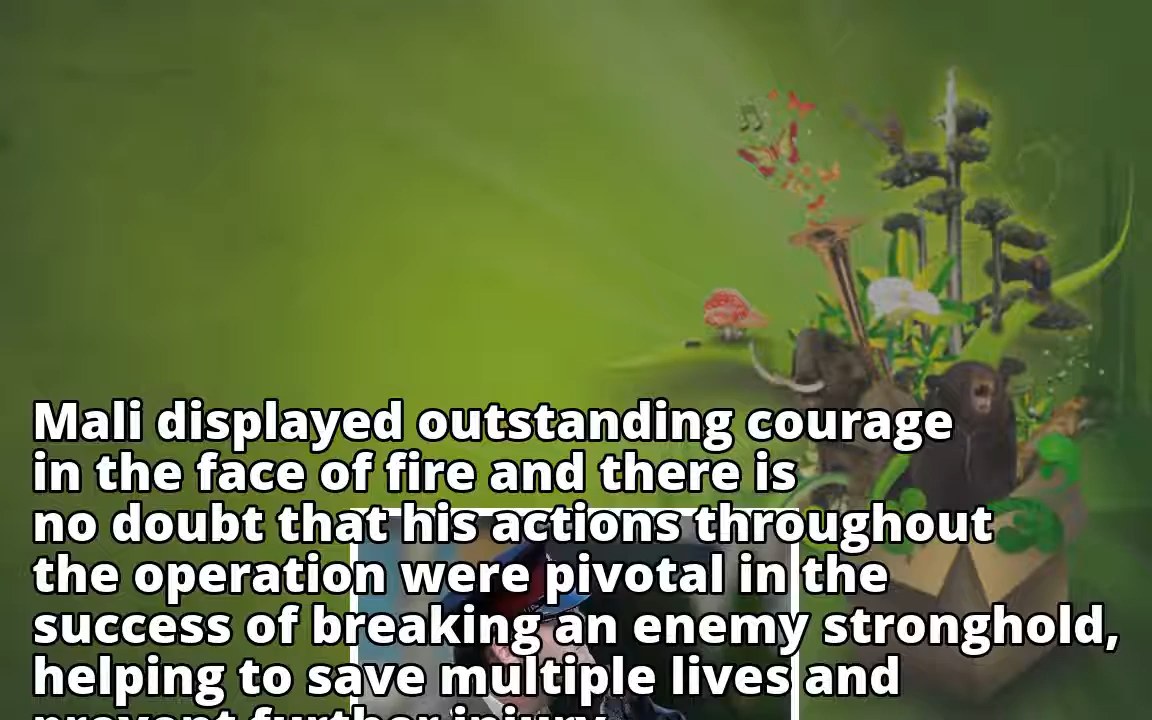 Mali displayed outstanding courage
in the face of fire and there is
no doubt that his actions throughout
the operation were pivotal in the
success of breaking an enemy stronghold,
helping to save multiple lives and
prevent further injury